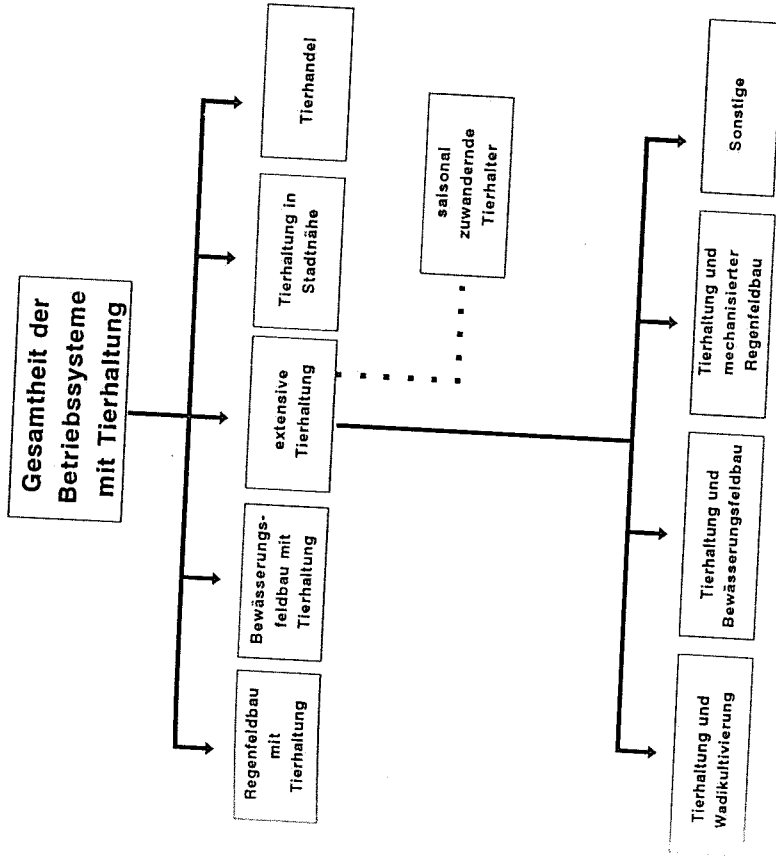 Gesamtheit der
Betriebssysteme
mit Tierhaltung
Regenfeldbau
mit
Tierhaltung
Bewässerungs-
feldbau mit
Tierhaltung
extensive
Tierhaltung
Tierhaltung in
Stadtnähe
Tierhandel
saisonal
zuwandernde
Tierhalter
Tierhaltung und
Wadikultivierung
Tierhaltung und
Bewässerungsfeldbau
Tierhaltung und
mechanisierter
Regenfeldbau
Sonstige